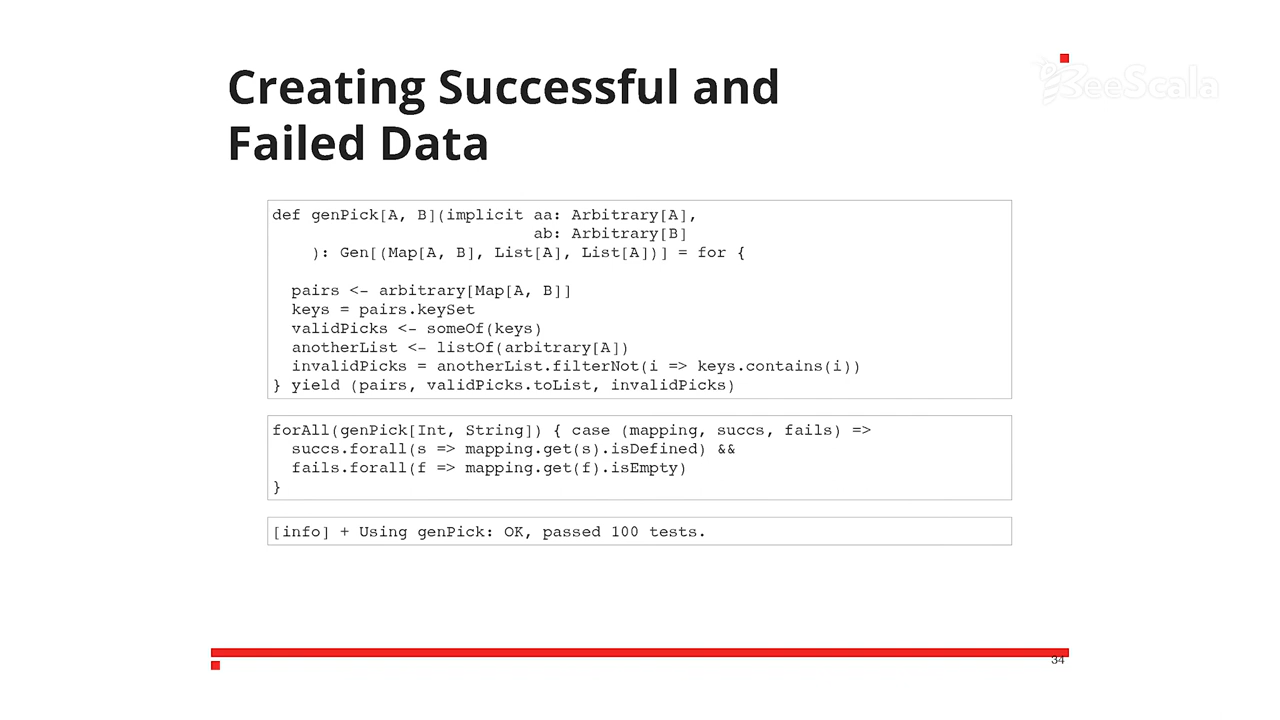 BeeScala
Creating Successful and
Failed Data
def genPick[A, B](implicit aa: Arbitrary[A],
                           ab: Arbitrary[B]
    ): Gen[(Map[A, B], List[A], List[A])] = for {
  pairs <- arbitrary[Map[A, B]]
  keys = pairs.keySet
  validPicks <- someOf(keys)
  anotherList <- listOf(arbitrary[A])
  invalidPicks = anotherList.filterNot(i => keys.contains(i))
} yield (pairs, validPicks.toList, invalidPicks)
forAll(genPick[Int, String]) { case (mapping, succs, fails) =>
  succs.forall(s => mapping.get(s).isDefined) &&
  fails.forall(f => mapping.get(f).isEmpty)
}
[info] + Using genPick: OK, passed 100 tests.
34